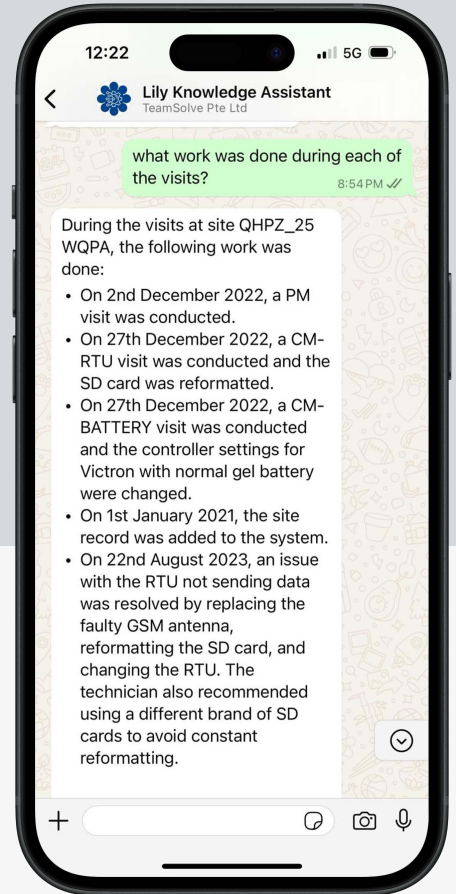 12:22
5G
Lily Knowledge Assistant
TeamSolve Pte Ltd
what work was done during each of
the visits?
8:54 PM
During the visits at site QHPZ_25
WQPA, the following work was
done:
• On 2nd December 2022, a PM
visit was conducted.
• On 27th December 2022, a CM-
RTU visit was conducted and the
SD card was reformatted.
• On 27th December 2022, a CM-
BATTERY visit was conducted
and the controller settings for
Victron with normal gel battery
were changed.
• On 1st January 2021, the site
record was added to the system.
• On 22nd August 2023, an issue
with the RTU not sending data
was resolved by replacing the
faulty GSM antenna,
reformatting the SD card, and
changing the RTU. The
technician also recommended
using a different brand of SD
cards to avoid constant
reformatting.